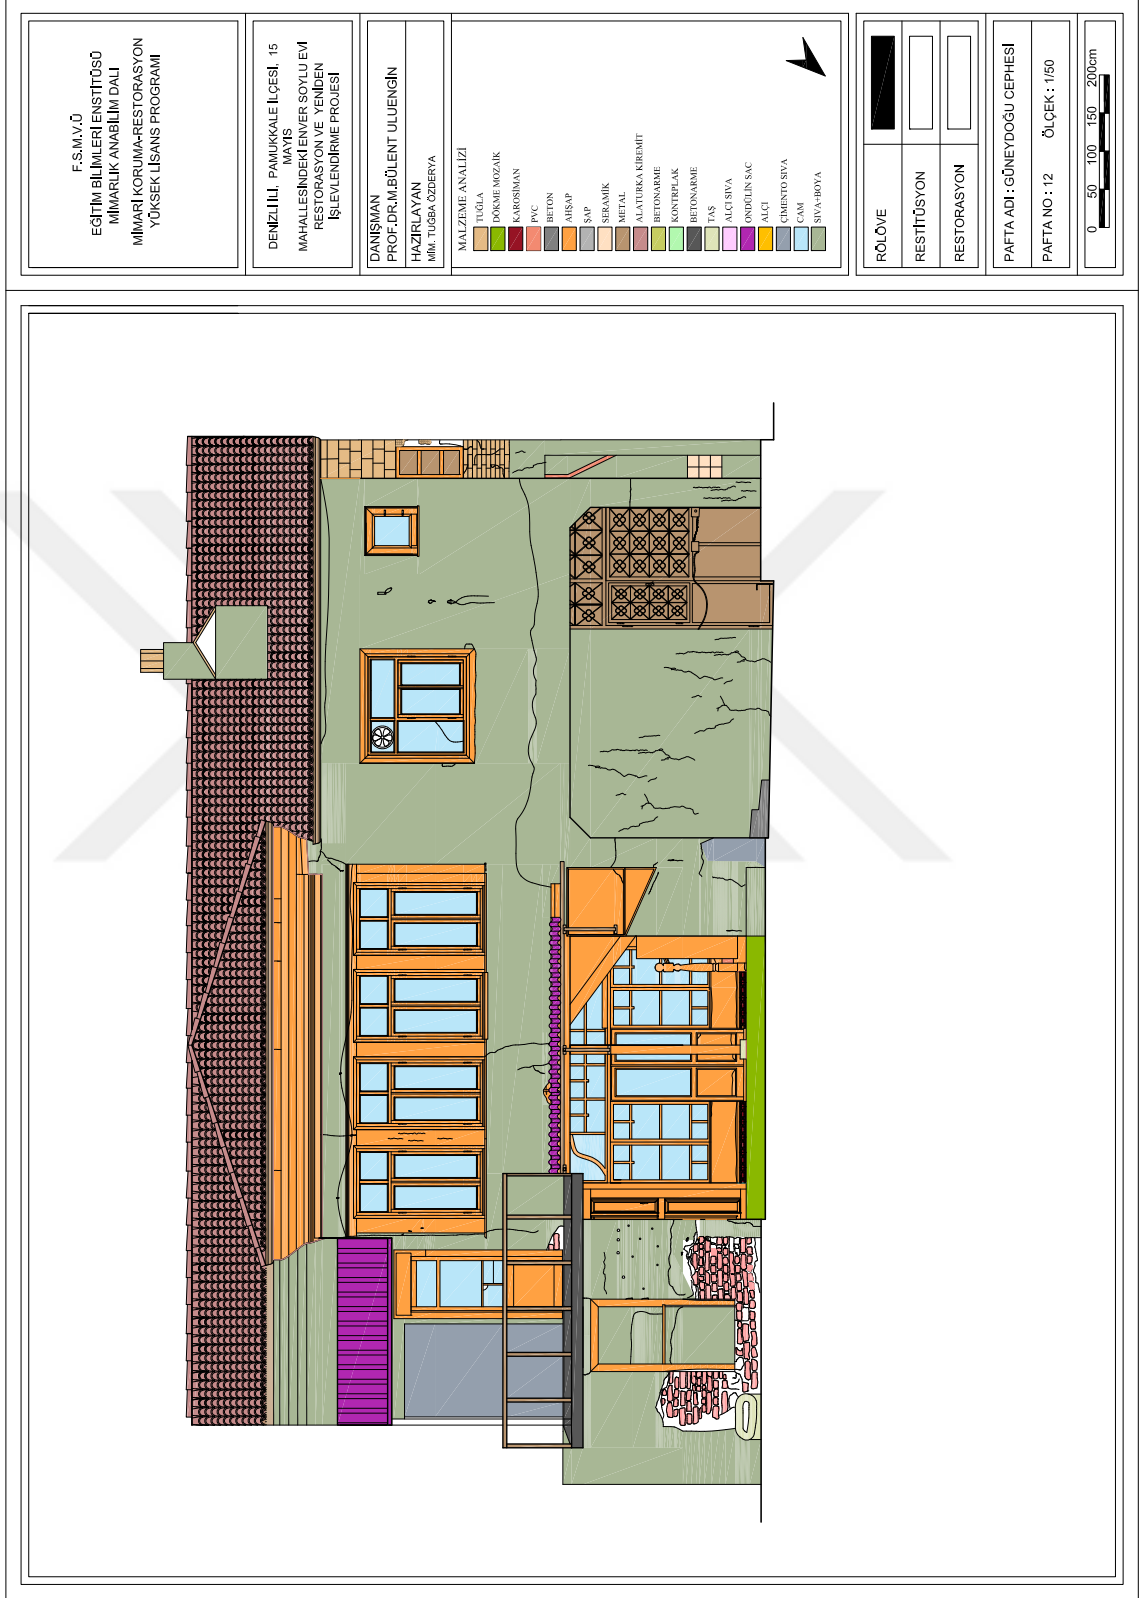 F.S.M.V.Ü
EĞİTİM BİLİMLERİ ENSTİTÜSÜ
MİMARLIK ANABİLİM DALI
MİMARİ KORUMA-RESTORASYON
YÜKSEK LİSANS PROGRAMI
DENİZLİ İLİ, PAMUKKALE İLÇESİ, 15
MAYIS
MAHALLESİNDEKİ ENVER SOYLU EVİ
RESTORASYON VE YENİDEN
İŞLEVLENDİRME PROJESİ
DANIŞMAN
PROF.DR.M.BÜLENT ULUENGİN
HAZIRLAYAN
MİM. TUĞBA ÖZDERYA
MALZEME ANALİZİ
TUĞLA
DÖKME MOZAİK
KAROSİMAN
PVC
BETON
AHŞAP
ŞAP
SERAMİK
METAL
ALATURKA KİREMİT
BETONARME
KONTRPLAK
BETONARME
TAŞ
ALÇI SIVA
ONDÜLİN SAC
ALÇI
ÇİMENTO SIVA
CAM
SIVA+BOYA
RÖLÖVE
RESTİTÜSYON
RESTORASYON
PAFTA ADI : GÜNEYDOĞU CEPHESİ
PAFTA NO : 12 ÖLÇEK : 1/50
0 50 100 150 200cm